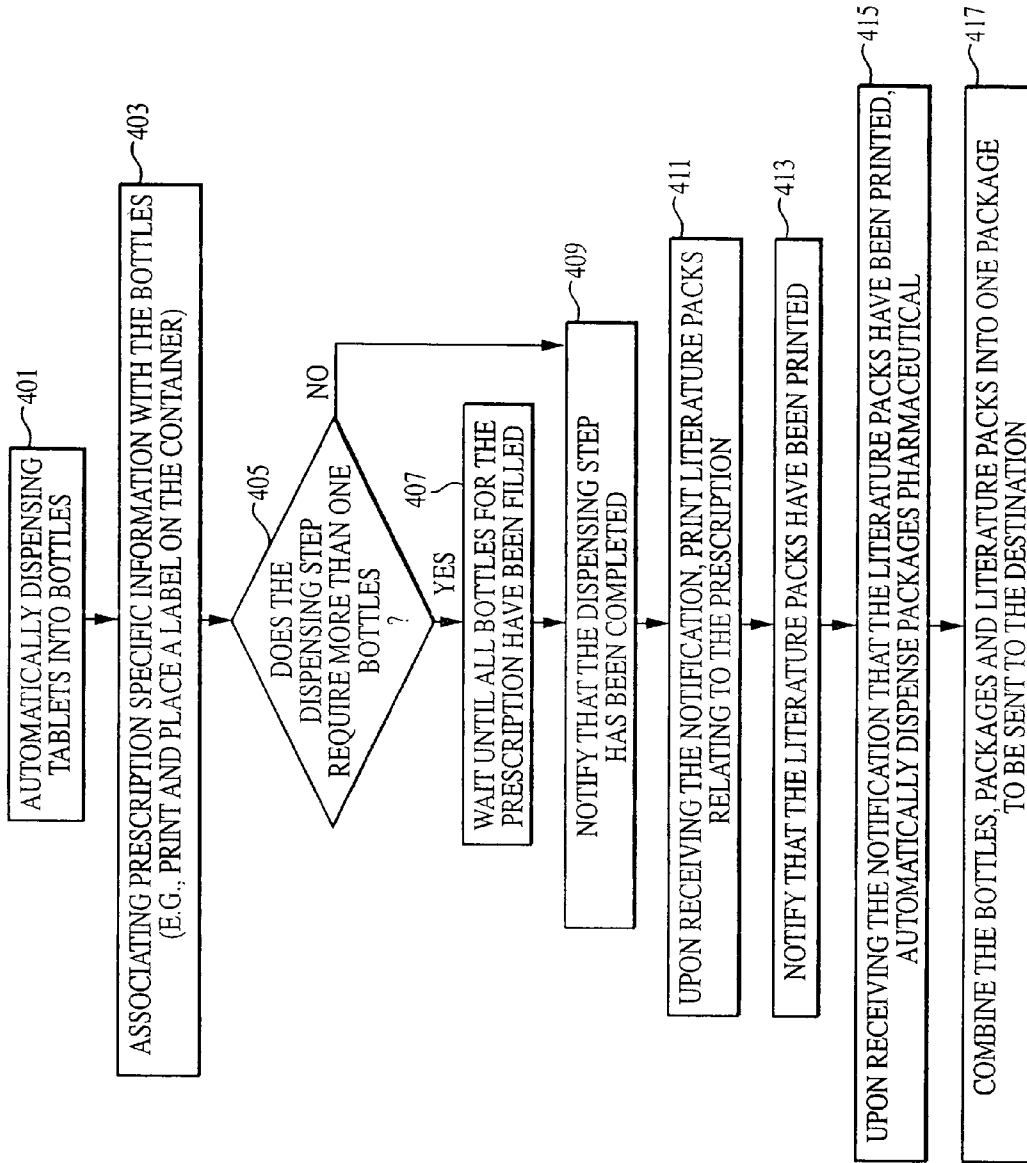 401
AUTOMATICALLY DISPENSING
TABLETS INTO BOTTLES
403
ASSOCIATING PRESCRIPTION SPECIFIC INFORMATION WITH THE BOTTLES
(E.G., PRINT AND PLACE A LABEL ON THE CONTAINER)
405
DOES THE
DISPENSING STEP
REQUIRE MORE THAN ONE
BOTTLES
?
NO
YES
407
WAIT UNTIL ALL BOTTLES FOR THE
PRESCRIPTION HAVE BEEN FILLED
409
NOTIFY THAT THE DISPENSING STEP
HAS BEEN COMPLETED
411
UPON RECEIVING THE NOTIFICATION, PRINT LITERATURE PACKS
RELATING TO THE PRESCRIPTION
413
NOTIFY THAT THE LITERATURE PACKS HAVE BEEN PRINTED
415
UPON RECEIVING THE NOTIFICATION THAT THE LITERATURE PACKS HAVE BEEN PRINTED,
AUTOMATICALLY DISPENSE PACKAGES PHARMACEUTICAL
417
COMBINE THE BOTTLES, PACKAGES AND LITERATURE PACKS INTO ONE PACKAGE
TO BE SENT TO THE DESTINATION